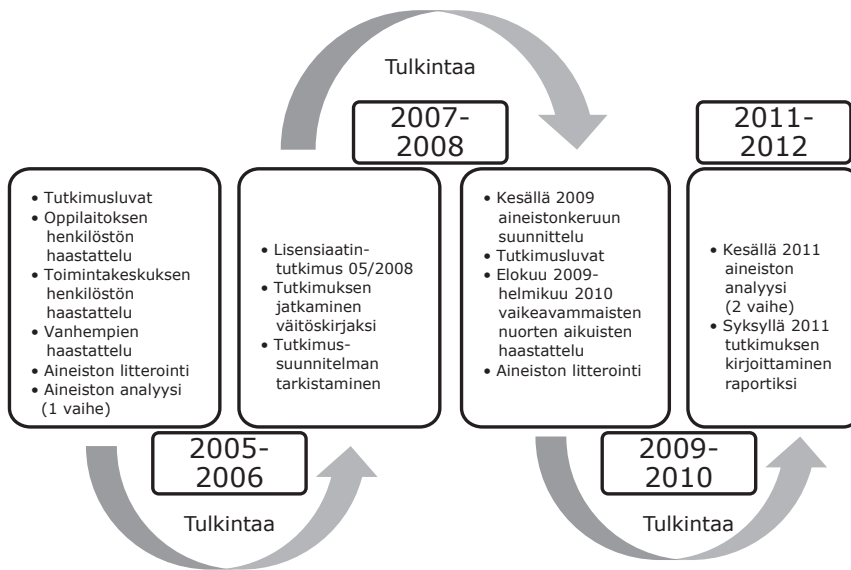 Tulkintaa
2007-
2008
2011-
2012
• Tutkimusluvat
• Oppilaitoksen
henkilöstön
haastattelu
• Toimintakeskuksen
henkilöstön
haastattelu
• Vanhempien
haastattelu
• Aineiston litterointi
• Aineiston analyysi
(1 vaihe)
2005-
2006
Tulkintaa
• Lisensiaatin-
tutkimus 05/2008
• Tutkimuksen
jatkaminen
väitöskirjaksi
• Tutkimus-
suunnitelman
tarkistaminen
• Kesällä 2009
aineistonkeruun
suunnittelu
• Tutkimusluvat
• Elokuu 2009-
helmikuu 2010
vaikeavammaisten
nuorten aikuisten
haastattelu
• Aineiston litterointi
2009-
2010
Tulkintaa
• Kesällä 2011
aineiston
analyysi
(2 vaihe)
• Syksyllä 2011
tutkimuksen
kirjoittaminen
raportiksi